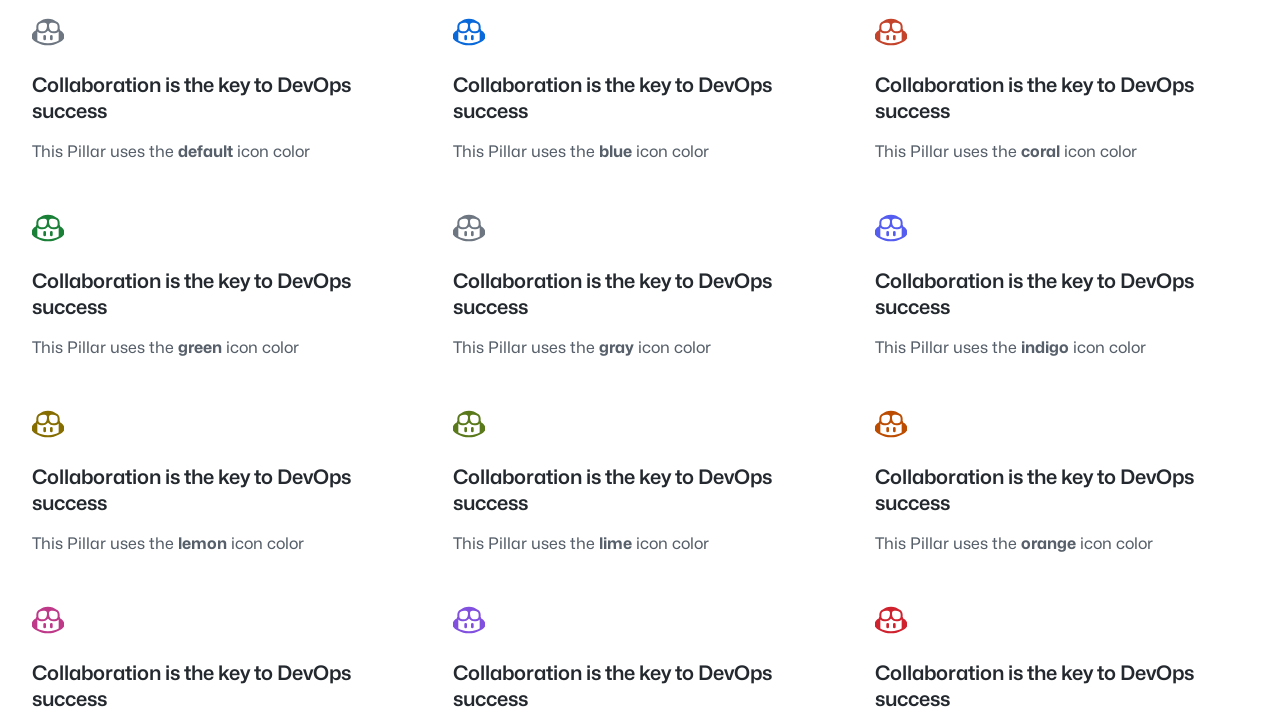 Collaboration is the key to DevOps
success
This Pillar uses the default icon color
Collaboration is the key to DevOps
success
This Pillar uses the blue icon color
Collaboration is the key to DevOps
success
This Pillar uses the coral icon color
Collaboration is the key to DevOps
success
This Pillar uses the green icon color
Collaboration is the key to DevOps
success
This Pillar uses the gray icon color
Collaboration is the key to DevOps
success
This Pillar uses the indigo icon color
Collaboration is the key to DevOps
success
This Pillar uses the lemon icon color
Collaboration is the key to DevOps
success
This Pillar uses the lime icon color
Collaboration is the key to DevOps
success
This Pillar uses the orange icon color
Collaboration is the key to DevOps
success
Collaboration is the key to DevOps
success
Collaboration is the key to DevOps
success